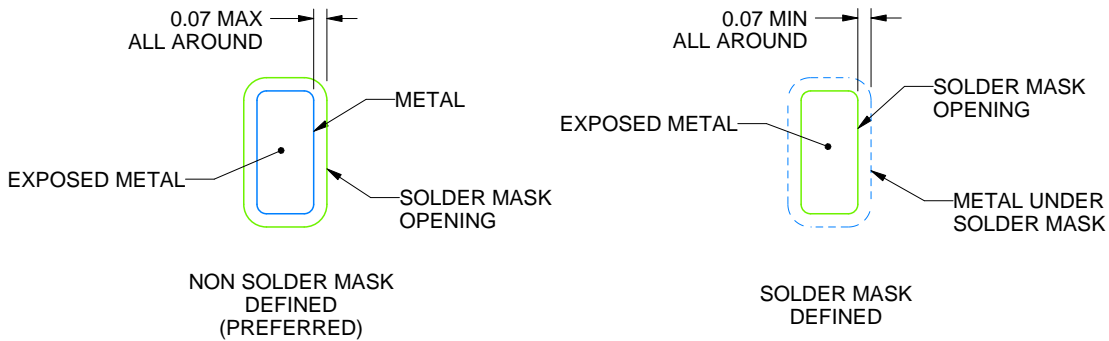 0.07 MAX
ALL AROUND
METAL
EXPOSED METAL
SOLDER MASK
OPENING
NON SOLDER MASK
DEFINED
(PREFERRED)
0.07 MIN
ALL AROUND
SOLDER MASK
OPENING
EXPOSED METAL
METAL UNDER
SOLDER MASK
SOLDER MASK
DEFINED